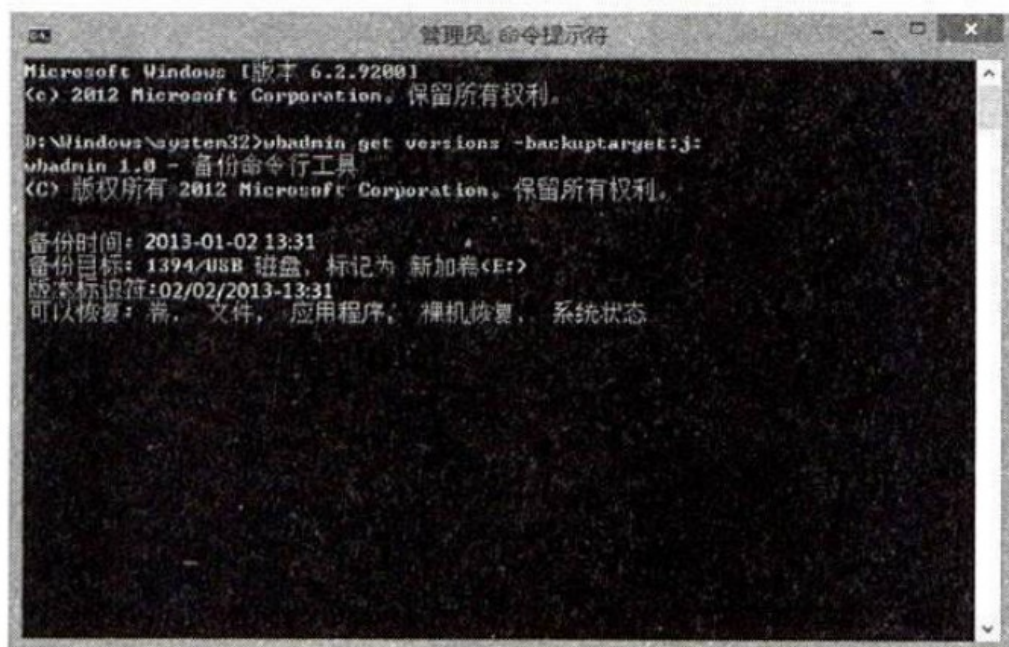 管理员: 命令提示符
Microsoft Windows [版本 6.2.9200]
(c) 2012 Microsoft Corporation。保留所有权利。
D:\Windows\system32>wbadmin get versions -backuptarget:j:
wbadmin 1.0 - 备份命令行工具
(C) 版权所有 2012 Microsoft Corporation。保留所有权利。
备份时间: 2013-01-02 13:31
备份目标: 1394/USB 磁盘, 标记为 新加卷<E:>
版本标识符:02/02/2013-13:31
可以恢复: 卷, 文件, 应用程序, 裸机恢复, 系统状态